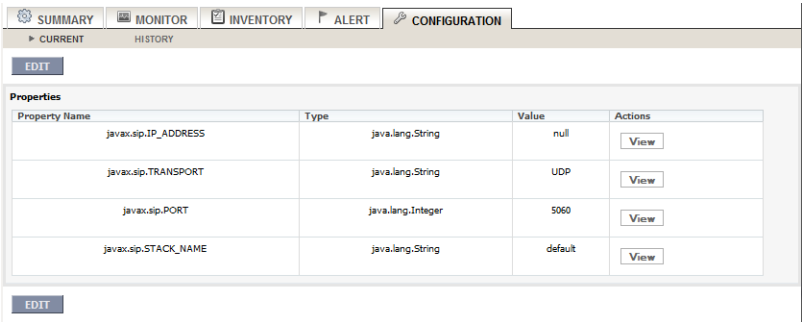 SUMMARY MONITOR INVENTORY ALERT CONFIGURATION
CURRENT HISTORY
EDIT
Properties
Property Name Type Value Actions
javax.sip.IP_ADDRESS java.lang.String null View
javax.sip.TRANSPORT java.lang.String UDP View
javax.sip.PORT java.lang.Integer 5060 View
javax.sip.STACK_NAME java.lang.String default View
EDIT